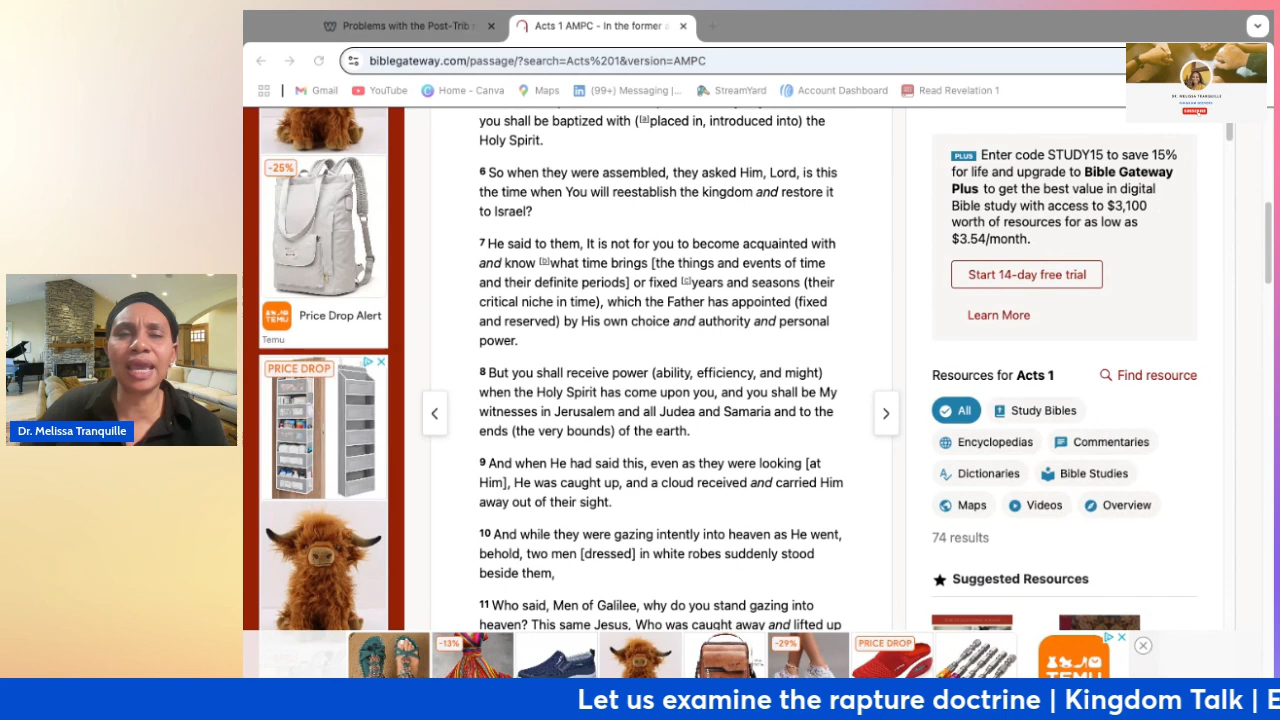 Problems with the Post-Trib
Acts 1 AMPC - In the former a
biblegateway.com/passage/?search=Acts%201&version=AMPC
Gmail
YouTube
Home - Canva
Maps
(99+) Messaging |...
StreamYard
Account Dashboard
Read Revelation 1
DR. MELISSA TRANQUILLE
SUBSCRIBE
you shall be baptized with ([a]placed in, introduced into) the
Holy Spirit.
6 So when they were assembled, they asked Him, Lord, is this
the time when You will reestablish the kingdom and restore it
to Israel?
7 He said to them, It is not for you to become acquainted with
and know [b]what time brings [the things and events of time
and their definite periods] or fixed [c]years and seasons (their
critical niche in time), which the Father has appointed (fixed
and reserved) by His own choice and authority and personal
power.
8 But you shall receive power (ability, efficiency, and might)
when the Holy Spirit has come upon you, and you shall be My
witnesses in Jerusalem and all Judea and Samaria and to the
ends (the very bounds) of the earth.
9 And when He had said this, even as they were looking [at
Him], He was caught up, and a cloud received and carried Him
away out of their sight.
10 And while they were gazing intently into heaven as He went,
behold, two men [dressed] in white robes suddenly stood
beside them,
11 Who said, Men of Galilee, why do you stand gazing into
heaven? This same Jesus, Who was caught away and lifted up
PLUS Enter code STUDY15 to save 15%
for life and upgrade to Bible Gateway
Plus to get the best value in digital
Bible study with access to $3,100
worth of resources for as low as
$3.54/month.
Start 14-day free trial
Learn More
Resources for Acts 1
Find resource
All
Study Bibles
Encyclopedias
Commentaries
Dictionaries
Bible Studies
Maps
Videos
Overview
74 results
Suggested Resources
-25%
Price Drop Alert
Temu
PRICE DROP
-13%
-29%
PRICE DROP
TEMU
Dr. Melissa Tranquille
Let us examine the rapture doctrine | Kingdom Talk | E